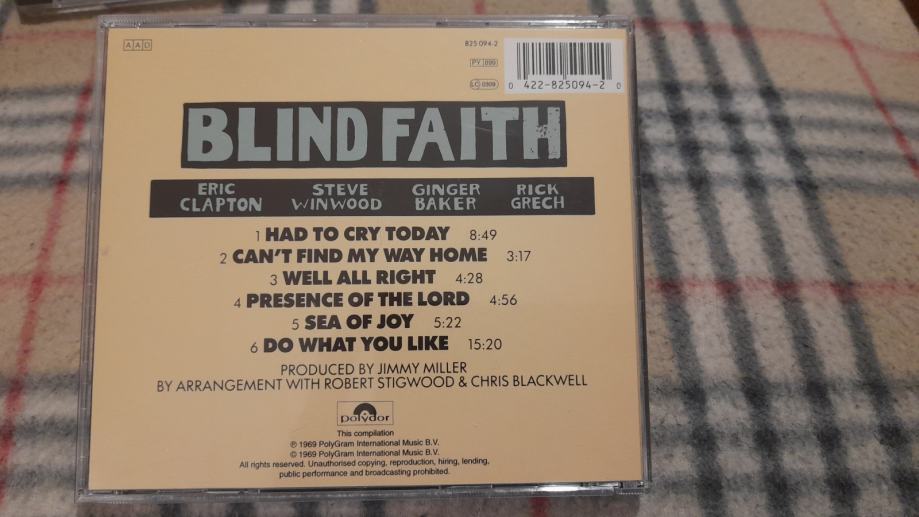 AAD
825 094-2
PY 899
LC 0309
0 422-825094-2 0
BLIND FAITH
ERIC CLAPTON STEVE WINWOOD GINGER BAKER RICK GRECH
1 HAD TO CRY TODAY 8:49
2 CAN'T FIND MY WAY HOME 3:17
3 WELL ALL RIGHT 4:28
4 PRESENCE OF THE LORD 4:56
5 SEA OF JOY 5:22
6 DO WHAT YOU LIKE 15:20
PRODUCED BY JIMMY MILLER
BY ARRANGEMENT WITH ROBERT STIGWOOD & CHRIS BLACKWELL
polydor
This compilation
℗ 1969 PolyGram International Music B.V.
© 1969 PolyGram International Music B.V.
All rights reserved. Unauthorised copying, reproduction, hiring, lending,
public performance and broadcasting prohibited.